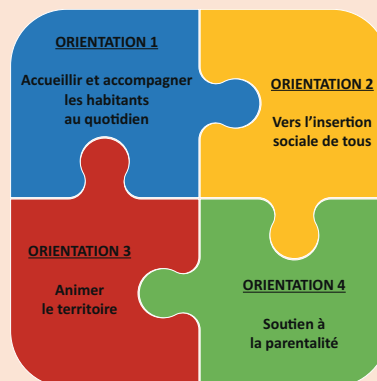 ORIENTATION 1
Accueillir et accompagner
les habitants
au quotidien
ORIENTATION 2
Vers l’insertion
sociale de tous
ORIENTATION 3
Animer
le territoire
ORIENTATION 4
Soutien à
la parentalité